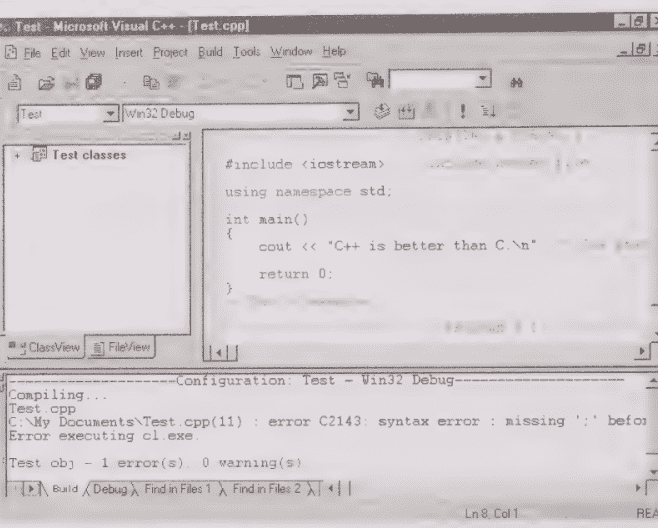 Test - Microsoft Visual C++ - [Test.cpp]
File Edit View Insert Project Build Tools Window Help
Test Win32 Debug
Test classes
#include <iostream>
using namespace std;
int main()
{
cout << "C++ is better than C.\n"
return 0;
}
ClassView FileView
--------------------Configuration: Test - Win32 Debug--------------------
Compiling...
Test.cpp
C:\My Documents\Test.cpp(11) : error C2143: syntax error : missing ';' befor
Error executing cl.exe.
Test obj - 1 error(s), 0 warning(s)
Build Debug Find in Files 1 Find in Files 2
Ln 8, Col 1 REA